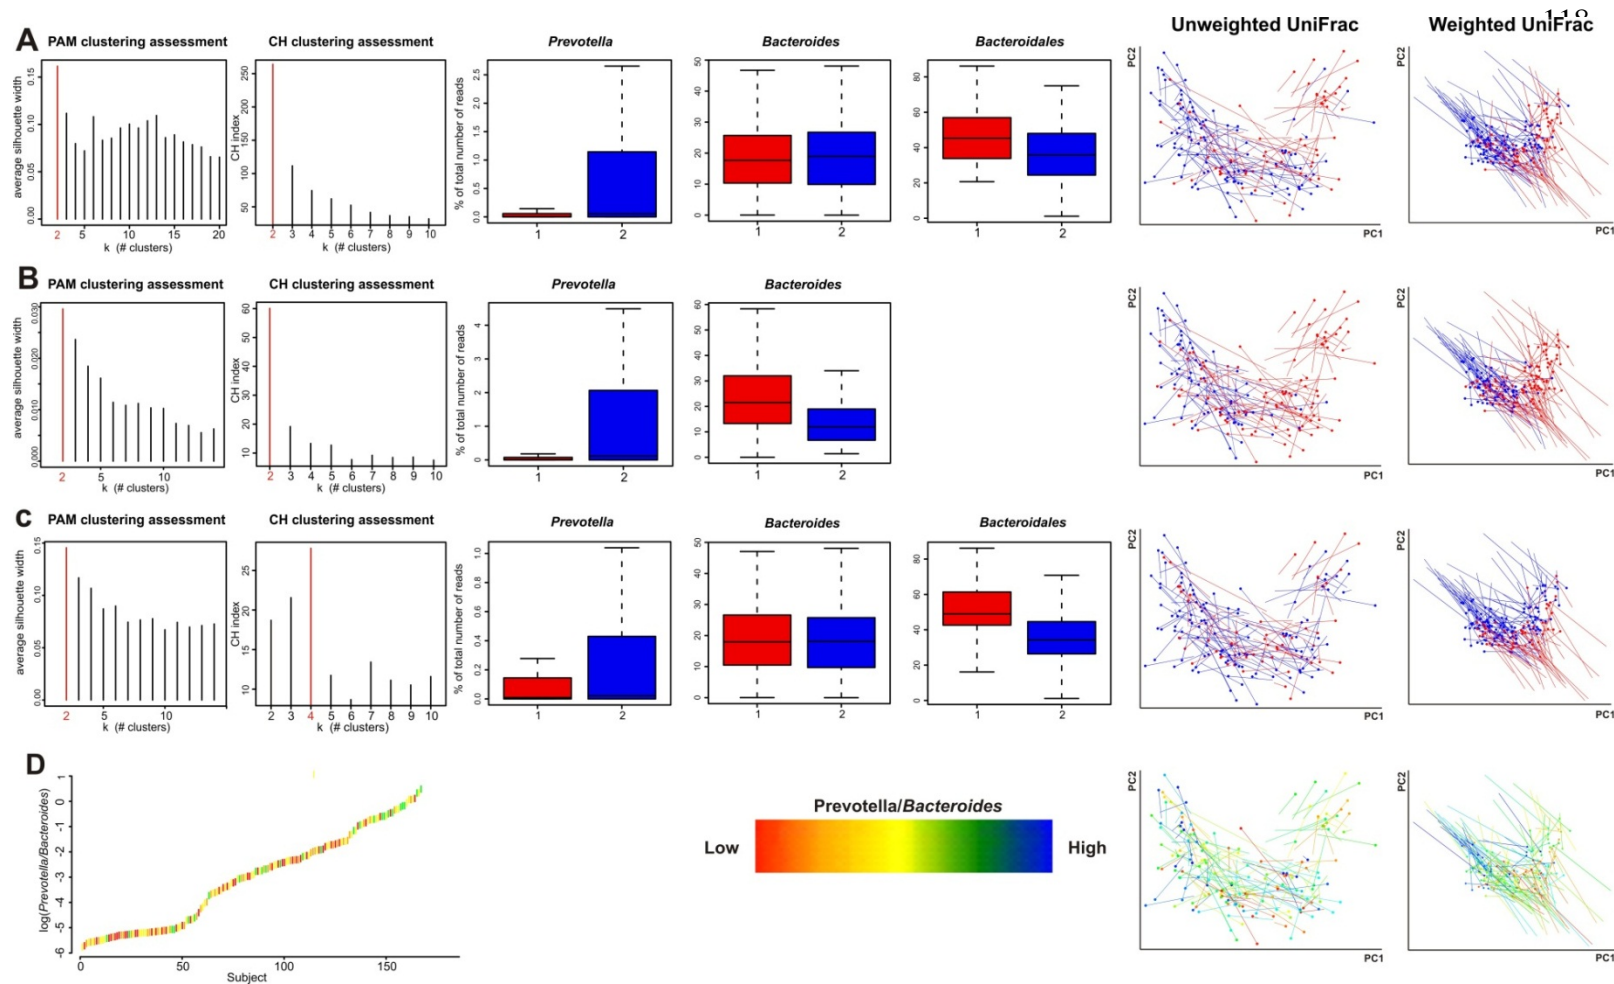 118
Unweighted UniFrac
Weighted UniFrac
A
PAM clustering assessment
CH clustering assessment
Prevotella
Bacteroides
Bacteroidales
average silhouette width
0.00
0.05
0.10
0.15
2
5
10
15
20
k (# clusters)
CH index
50
100
150
200
250
2 3 4 5 6 7 8 9 10
k (# clusters)
% of total number of reads
0.0
0.5
1.0
1.5
2.0
2.5
1 2
0
10
20
30
40
50
1 2
0
20
40
60
80
1 2
PC2
PC1
PC2
PC1
B
PAM clustering assessment
CH clustering assessment
Prevotella
Bacteroides
average silhouette width
0.000
0.010
0.020
0.030
2
5
10
k (# clusters)
CH index
10
20
30
40
50
60
2 3 4 5 6 7 8 9 10
k (# clusters)
% of total number of reads
0
1
2
3
4
1 2
0
10
20
30
40
50
60
1 2
PC2
PC1
PC2
PC1
C
PAM clustering assessment
CH clustering assessment
Prevotella
Bacteroides
Bacteroidales
average silhouette width
0.00
0.05
0.10
0.15
2
5
10
k (# clusters)
CH index
10
15
20
25
2 3 4 5 6 7 8 9 10
k (# clusters)
% of total number of reads
0.0
0.2
0.4
0.6
0.8
1.0
1 2
0
10
20
30
40
50
1 2
0
20
40
60
80
1 2
PC2
PC1
PC2
PC1
D
log(Prevotella/Bacteroides)
1
0
-1
-2
-3
-4
-5
-6
0 50 100 150
Subject
Prevotella/Bacteroides
Low
High
PC2
PC1
PC2
PC1